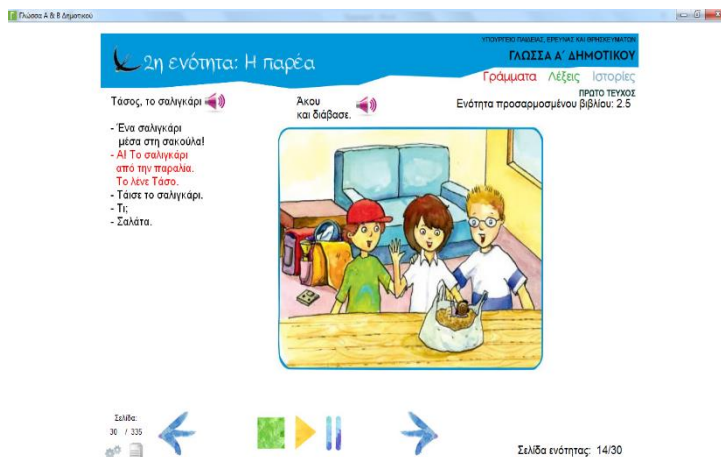 Γλώσσα Α & Β Δημοτικού
ΥΠΟΥΡΓΕΙΟ ΠΑΙΔΕΙΑΣ, ΕΡΕΥΝΑΣ ΚΑΙ ΘΡΗΣΚΕΥΜΑΤΩΝ
ΓΛΩΣΣΑ Α΄ ΔΗΜΟΤΙΚΟΥ
2η ενότητα: Η παρέα
Γράμματα Λέξεις Ιστορίες
ΠΡΩΤΟ ΤΕΥΧΟΣ
Ενότητα προσαρμοσμένου βιβλίου: 2.5
Τάσος, το σαλιγκάρι
Άκου
και διάβασε.
- Ένα σαλιγκάρι
μέσα στη σακούλα!
- Α! Το σαλιγκάρι
από την παραλία.
Το λένε Τάσο.
- Τάισε το σαλιγκάρι.
- Τι;
- Σαλάτα.
Σελίδα:
30 / 335
Σελίδα ενότητας: 14/30